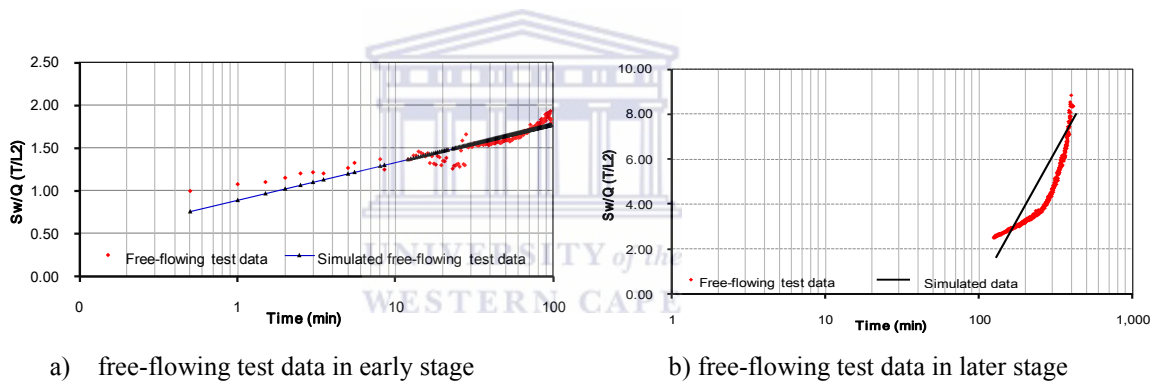 2.50
2.00
1.50
1.00
0.50
0.00
Sw/Q (T/L2)
Free-flowing test data
Simulated free-flowing test data
0
1
10
100
Time (min)
10.00
8.00
6.00
4.00
2.00
0.00
Sw/Q (T/L2)
Free-flowing test data
Simulated data
1
10
100
1,000
Time (min)
UNIVERSITY of the
WESTERN CAPE
a) free-flowing test data in early stage
b) free-flowing test data in later stage